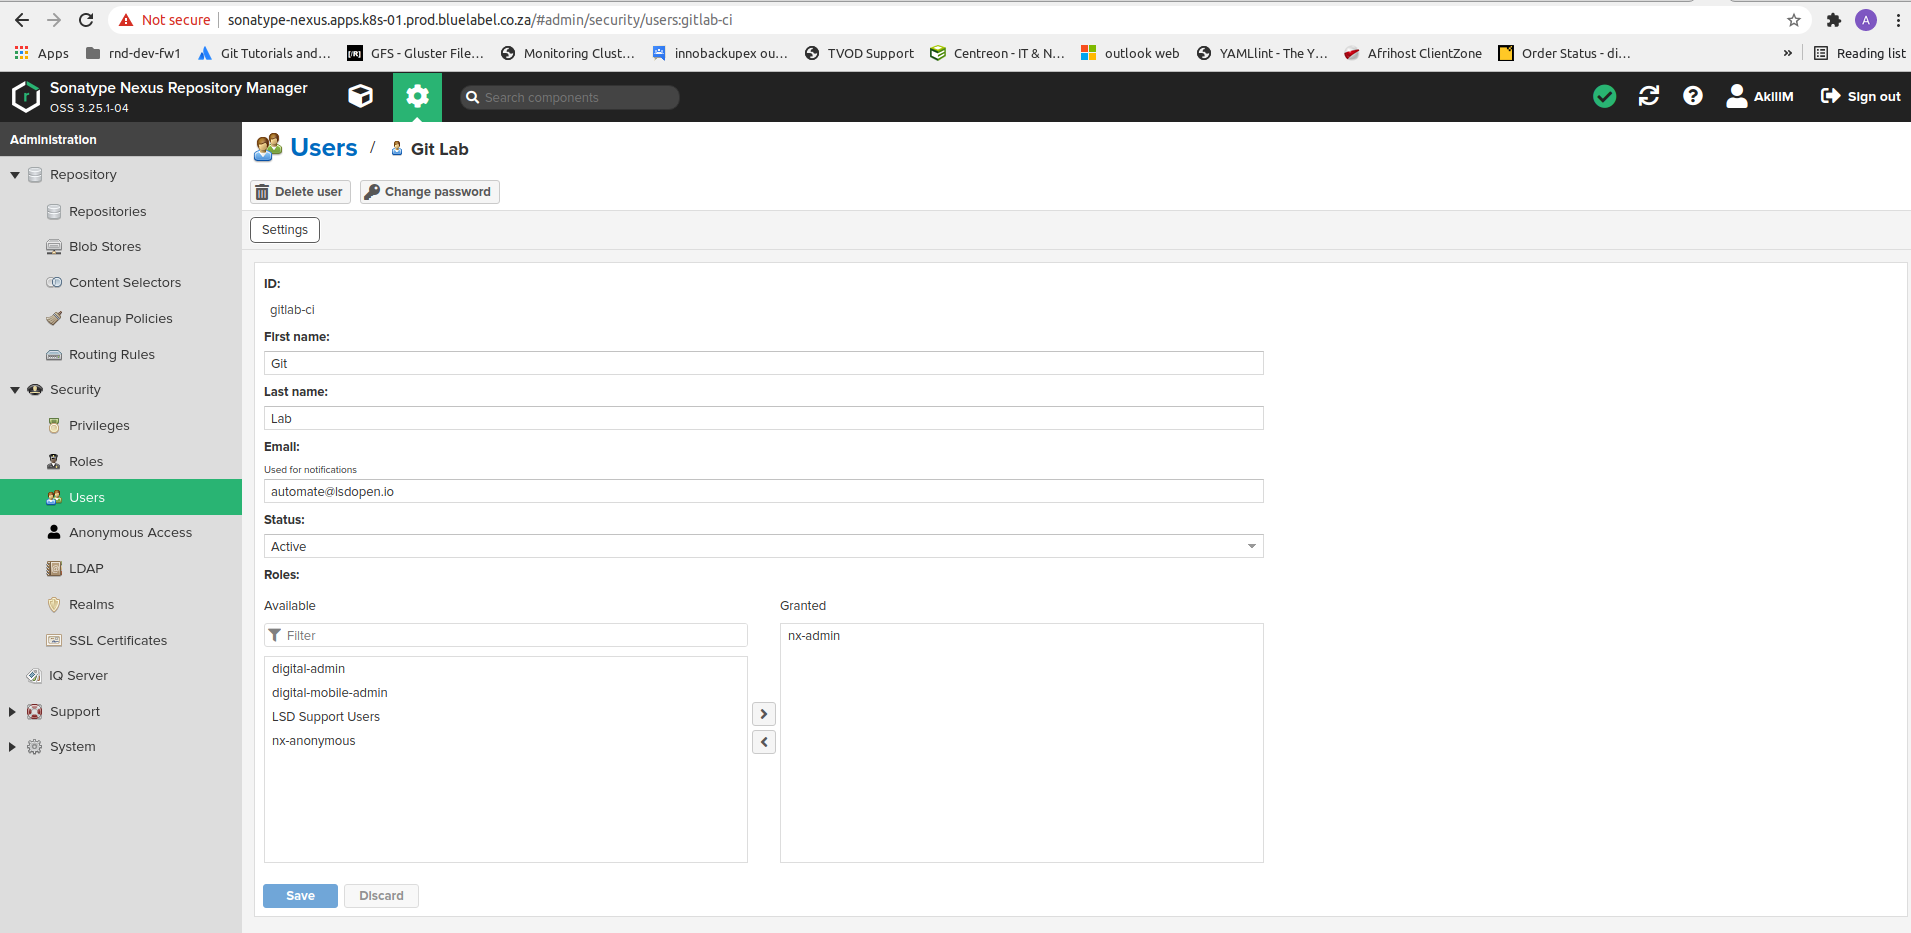 Not secure
sonatype-nexus.apps.k8s-01.prod.bluelabel.co.za/#admin/security/users:gitlab-ci
A
Apps
rnd-dev-fw1
Git Tutorials and...
[/R]
GFS - Gluster File...
Monitoring Clust...
innobackupex ou...
TVOD Support
Centreon - IT & N...
outlook web
YAMLlint - The Y...
Afrihost ClientZone
Order Status - di...
»
Reading list
Sonatype Nexus Repository Manager
OSS 3.25.1-04
Search components
AkillM
Sign out
Administration
Users / Git Lab
Repository
Delete user
Change password
Repositories
Settings
Blob Stores
Content Selectors
Cleanup Policies
Routing Rules
Security
Privileges
Roles
Users
Anonymous Access
LDAP
Realms
SSL Certificates
IQ Server
Support
System
ID:
gitlab-ci
First name:
Git
Last name:
Lab
Email:
Used for notifications
automate@lsdopen.io
Status:
Active
Roles:
Available
Filter
digital-admin
digital-mobile-admin
LSD Support Users
nx-anonymous
Granted
nx-admin
Save
Discard